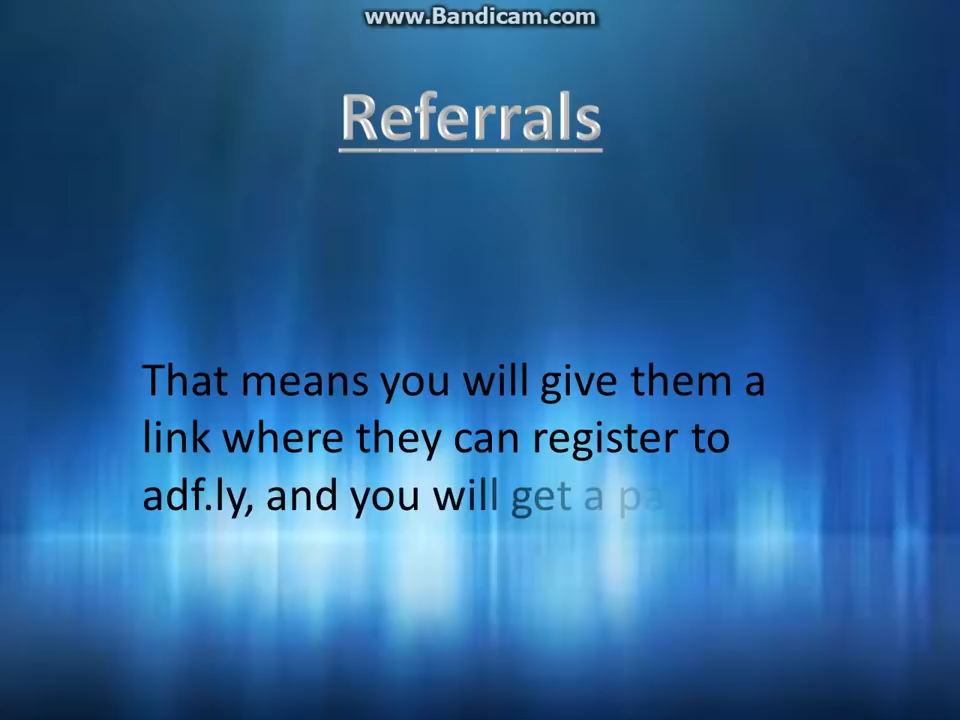 www.Bandicam.com
Referrals
That means you will give them a
link where they can register to
adf.ly, and you will get a